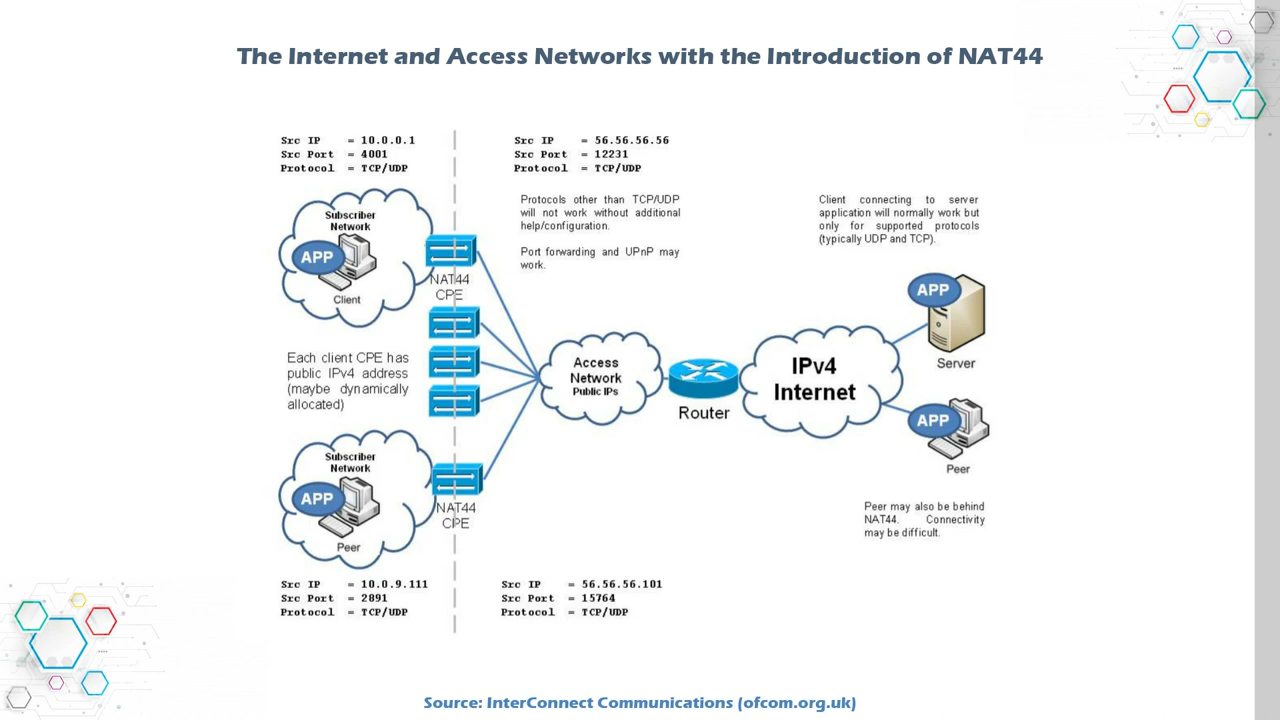 The Internet and Access Networks with the Introduction of NAT44
Src IP = 10.0.0.1
Src Port = 4001
Protocol = TCP/UDP
Src IP = 56.56.56.56
Src Port = 12231
Protocol = TCP/UDP
Protocols other than TCP/UDP
will not work without additional
help/configuration.
Port forwarding and UPnP may
work.
Client connecting to server
application will normally work but
only for supported protocols
(typically UDP and TCP).
Subscriber
Network
APP
Client
NAT44
CPE
Each client CPE has
public IPv4 address
(maybe dynamically
allocated)
Access
Network
Public IPs
Router
IPv4
Internet
APP
Server
APP
Peer
Subscriber
Network
APP
Peer
NAT44
CPE
Peer may also be behind
NAT44. Connectivity
may be difficult.
Src IP = 10.0.9.111
Src Port = 2891
Protocol = TCP/UDP
Src IP = 56.56.56.101
Src Port = 15764
Protocol = TCP/UDP
Source: InterConnect Communications (ofcom.org.uk)